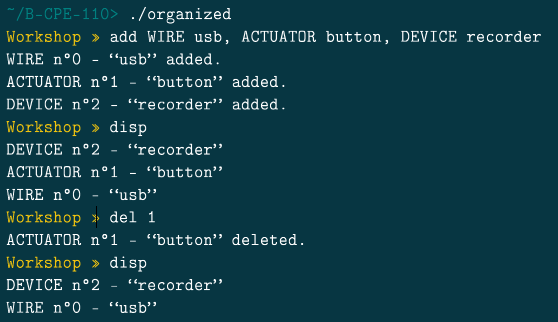 ~/B-CPE-110> ./organized
Workshop » add WIRE usb, ACTUATOR button, DEVICE recorder
WIRE n°0 - “usb” added.
ACTUATOR n°1 - “button” added.
DEVICE n°2 - “recorder” added.
Workshop » disp
DEVICE n°2 - “recorder”
ACTUATOR n°1 - “button”
WIRE n°0 - “usb”
Workshop » del 1
ACTUATOR n°1 - “button” deleted.
Workshop » disp
DEVICE n°2 - “recorder”
WIRE n°0 - “usb”